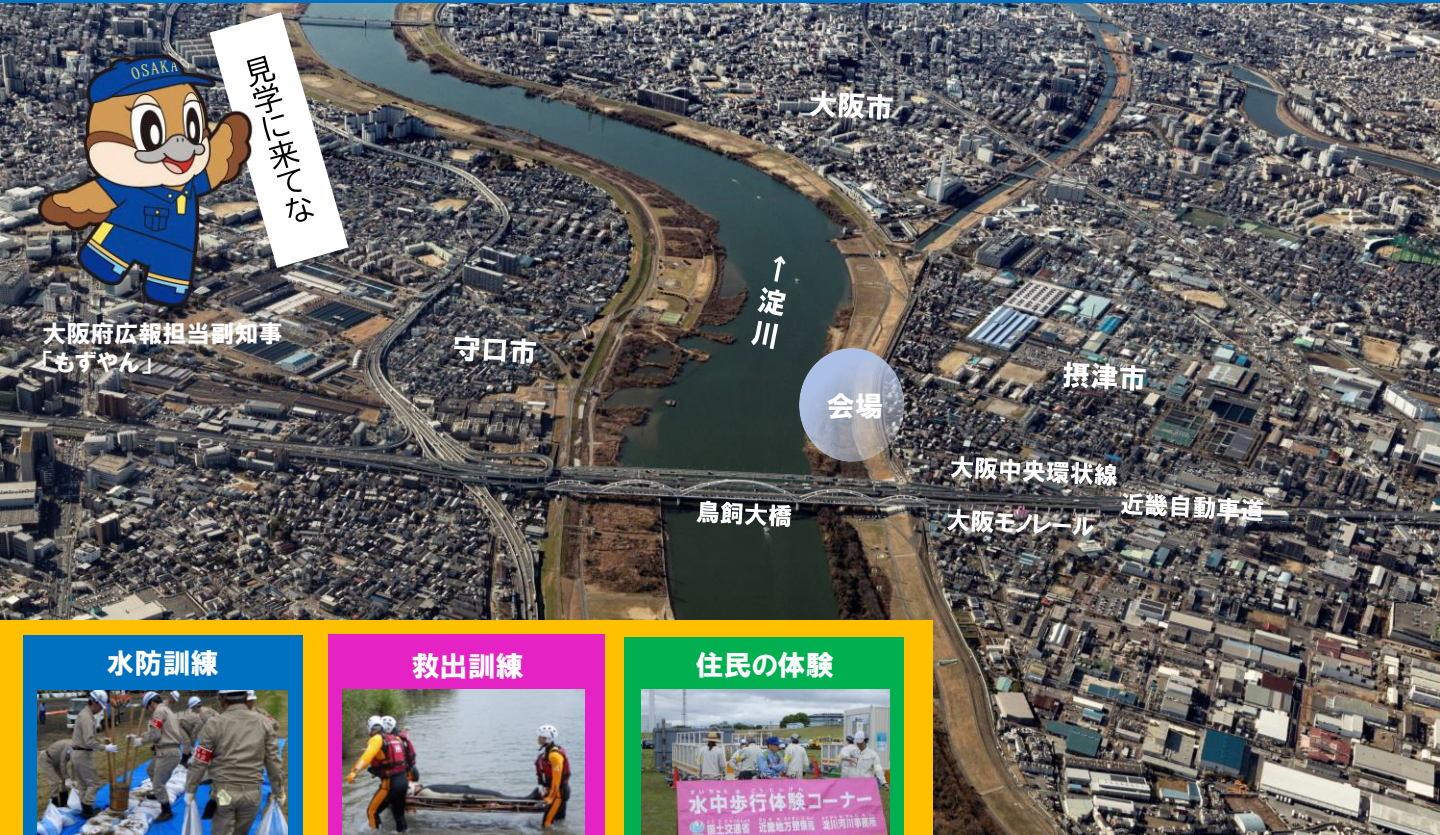 OSAKA
見学に来てな
大阪府広報担当副知事
「もずやん」
大阪市
↑淀川
守口市
摂津市
会場
大阪中央環状線
近畿自動車道
大阪モノレール
鳥飼大橋
水防訓練
救出訓練
住民の体験
水中歩行体験コーナー
国土交通省 近畿地方整備局 淀川河川事務所